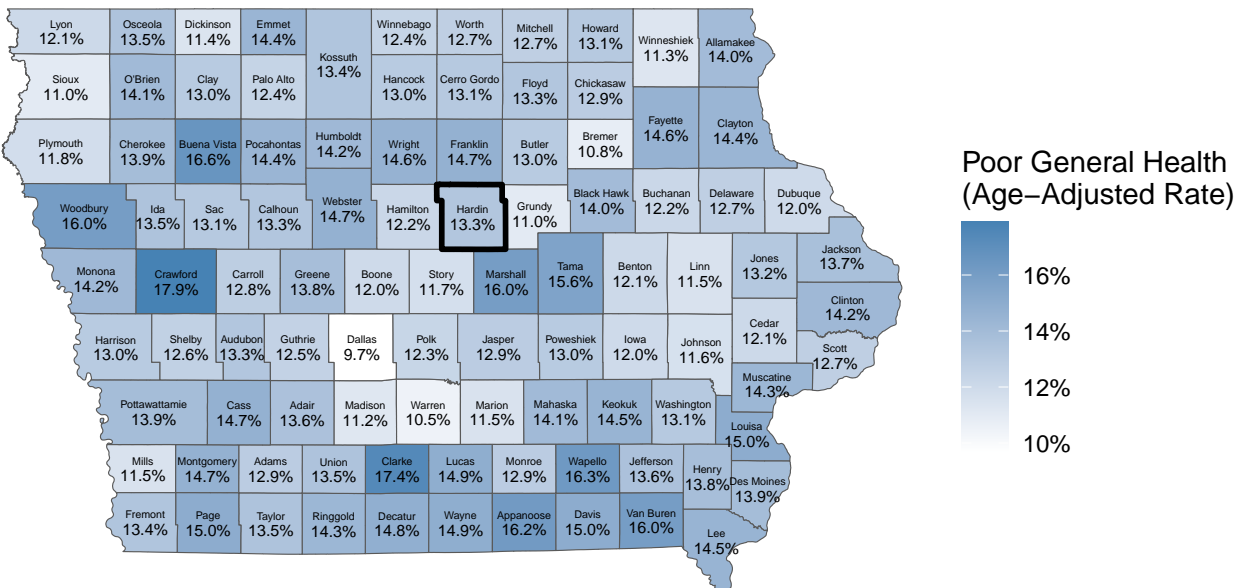 Lyon
12.1%
Osceola
13.5%
Dickinson
11.4%
Emmet
14.4%
Kossuth
13.4%
Winnebago
12.4%
Worth
12.7%
Mitchell
12.7%
Howard
13.1%
Winneshiek
11.3%
Allamakee
14.0%
Sioux
11.0%
O'Brien
14.1%
Clay
13.0%
Palo Alto
12.4%
Hancock
13.0%
Cerro Gordo
13.1%
Floyd
13.3%
Chickasaw
12.9%
Plymouth
11.8%
Cherokee
13.9%
Buena Vista
16.6%
Pocahontas
14.4%
Humboldt
14.2%
Wright
14.6%
Franklin
14.7%
Butler
13.0%
Bremer
10.8%
Fayette
14.6%
Clayton
14.4%
Woodbury
16.0%
Ida
13.5%
Sac
13.1%
Calhoun
13.3%
Webster
14.7%
Hamilton
12.2%
Hardin
13.3%
Grundy
11.0%
Black Hawk
14.0%
Buchanan
12.2%
Delaware
12.7%
Dubuque
12.0%
Monona
14.2%
Crawford
17.9%
Carroll
12.8%
Greene
13.8%
Boone
12.0%
Story
11.7%
Marshall
16.0%
Tama
15.6%
Benton
12.1%
Linn
11.5%
Jones
13.2%
Jackson
13.7%
Clinton
14.2%
Harrison
13.0%
Shelby
12.6%
Audubon
13.3%
Guthrie
12.5%
Dallas
9.7%
Polk
12.3%
Jasper
12.9%
Poweshiek
13.0%
Iowa
12.0%
Johnson
11.6%
Cedar
12.1%
Scott
12.7%
Muscatine
14.3%
Pottawattamie
13.9%
Cass
14.7%
Adair
13.6%
Madison
11.2%
Warren
10.5%
Marion
11.5%
Mahaska
14.1%
Keokuk
14.5%
Washington
13.1%
Louisa
15.0%
Mills
11.5%
Montgomery
14.7%
Adams
12.9%
Union
13.5%
Clarke
17.4%
Lucas
14.9%
Monroe
12.9%
Wapello
16.3%
Jefferson
13.6%
Henry
13.8%
Des Moines
13.9%
Fremont
13.4%
Page
15.0%
Taylor
13.5%
Ringgold
14.3%
Decatur
14.8%
Wayne
14.9%
Appanoose
16.2%
Davis
15.0%
Van Buren
16.0%
Lee
14.5%
Poor General Health
(Age−Adjusted Rate)
16%
14%
12%
10%